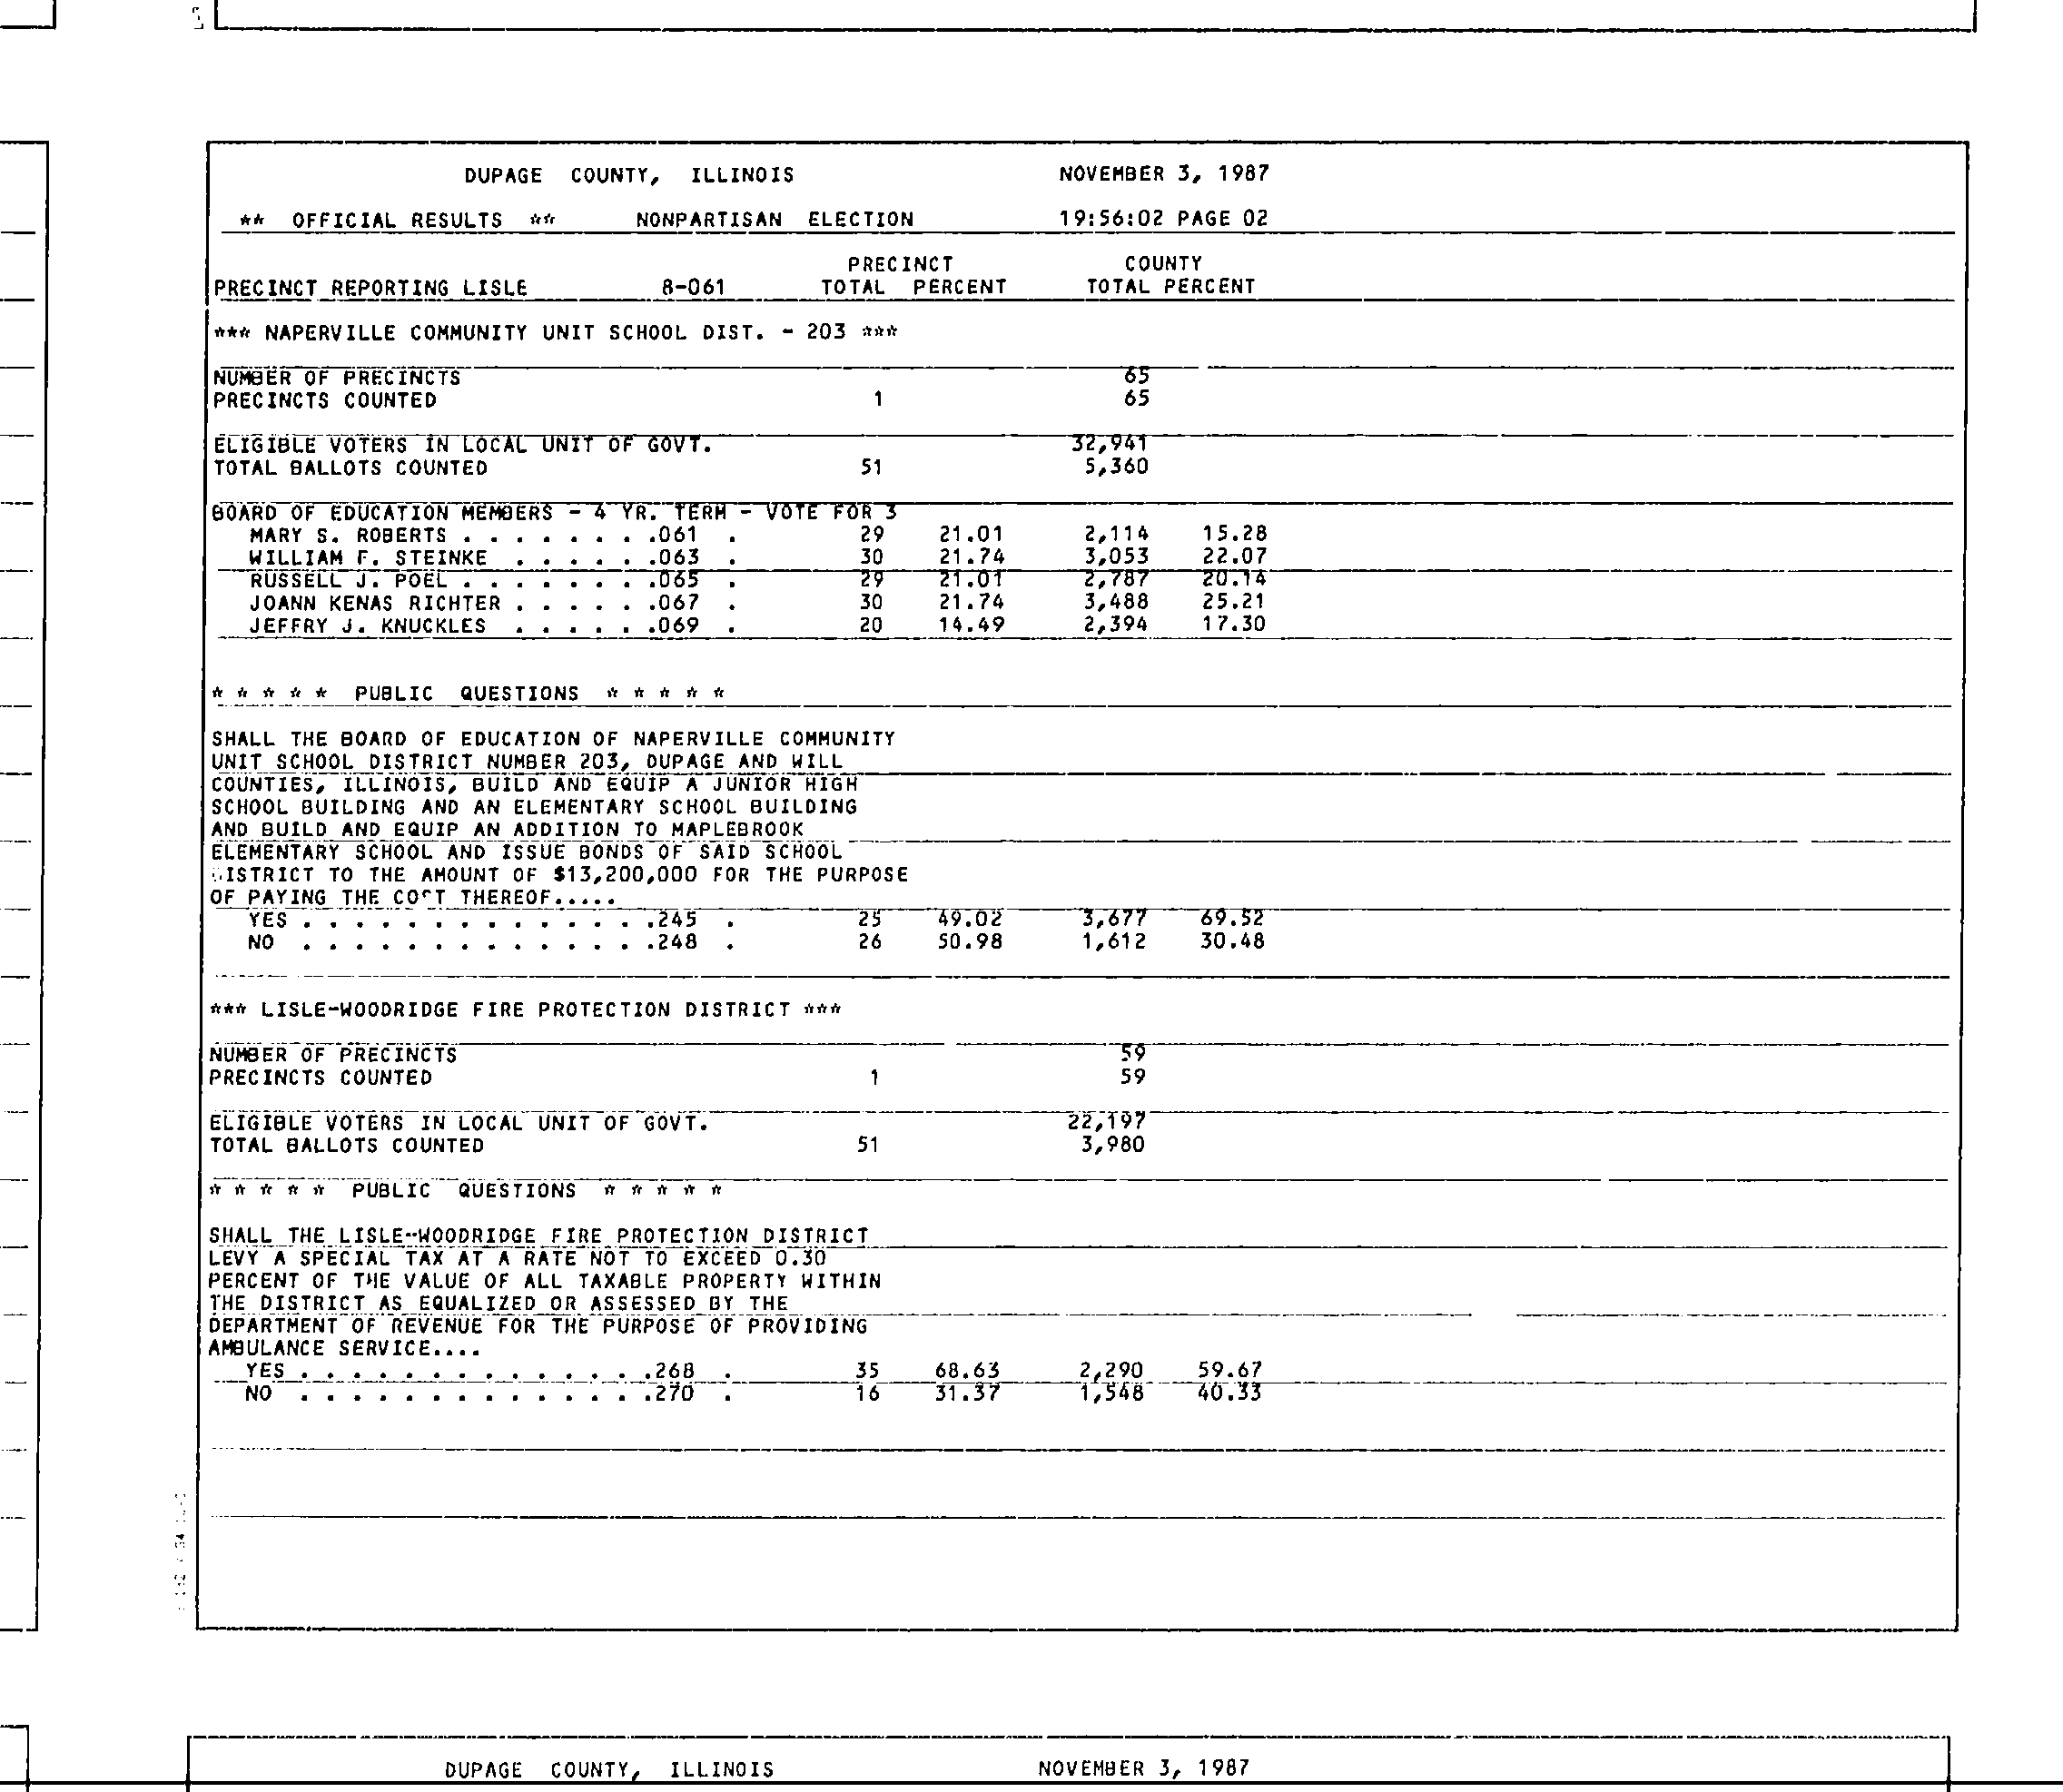 DUPAGE COUNTY, ILLINOIS NOVEMBER 3, 1987
** OFFICIAL RESULTS ** NONPARTISAN ELECTION 19:56:02 PAGE 02
PRECINCT COUNTY
PRECINCT REPORTING LISLE 8-061 TOTAL PERCENT TOTAL PERCENT
*** NAPERVILLE COMMUNITY UNIT SCHOOL DIST. - 203 ***
NUMBER OF PRECINCTS 65
PRECINCTS COUNTED 1 65
ELIGIBLE VOTERS IN LOCAL UNIT OF GOVT. 32,941
TOTAL BALLOTS COUNTED 51 5,360
BOARD OF EDUCATION MEMBERS - 4 YR. TERM - VOTE FOR 3
MARY S. ROBERTS . . . . . . . .061 . 29 21.01 2,114 15.28
WILLIAM F. STEINKE . . . . . .063 . 30 21.74 3,053 22.07
RUSSELL J. POEL . . . . . . . .065 . 29 21.01 2,787 20.14
JOANN KENAS RICHTER . . . . . .067 . 30 21.74 3,488 25.21
JEFFRY J. KNUCKLES . . . . . .069 . 20 14.49 2,394 17.30
* * * * * PUBLIC QUESTIONS * * * * *
SHALL THE BOARD OF EDUCATION OF NAPERVILLE COMMUNITY
UNIT SCHOOL DISTRICT NUMBER 203, DUPAGE AND WILL
COUNTIES, ILLINOIS, BUILD AND EQUIP A JUNIOR HIGH
SCHOOL BUILDING AND AN ELEMENTARY SCHOOL BUILDING
AND BUILD AND EQUIP AN ADDITION TO MAPLEBROOK
ELEMENTARY SCHOOL AND ISSUE BONDS OF SAID SCHOOL
DISTRICT TO THE AMOUNT OF $13,200,000 FOR THE PURPOSE
OF PAYING THE COST THEREOF.....
YES . . . . . . . . . . . . . .245 . 25 49.02 3,677 69.52
NO . . . . . . . . . . . . . .248 . 26 50.98 1,612 30.48
*** LISLE-WOODRIDGE FIRE PROTECTION DISTRICT ***
NUMBER OF PRECINCTS 59
PRECINCTS COUNTED 1 59
ELIGIBLE VOTERS IN LOCAL UNIT OF GOVT. 22,197
TOTAL BALLOTS COUNTED 51 3,980
* * * * * PUBLIC QUESTIONS * * * * *
SHALL THE LISLE-WOODRIDGE FIRE PROTECTION DISTRICT
LEVY A SPECIAL TAX AT A RATE NOT TO EXCEED 0.30
PERCENT OF THE VALUE OF ALL TAXABLE PROPERTY WITHIN
THE DISTRICT AS EQUALIZED OR ASSESSED BY THE
DEPARTMENT OF REVENUE FOR THE PURPOSE OF PROVIDING
AMBULANCE SERVICE....
YES . . . . . . . . . . . . . .268 . 35 68.63 2,290 59.67
NO . . . . . . . . . . . . . .270 . 16 31.37 1,548 40.33
DUPAGE COUNTY, ILLINOIS NOVEMBER 3, 1987